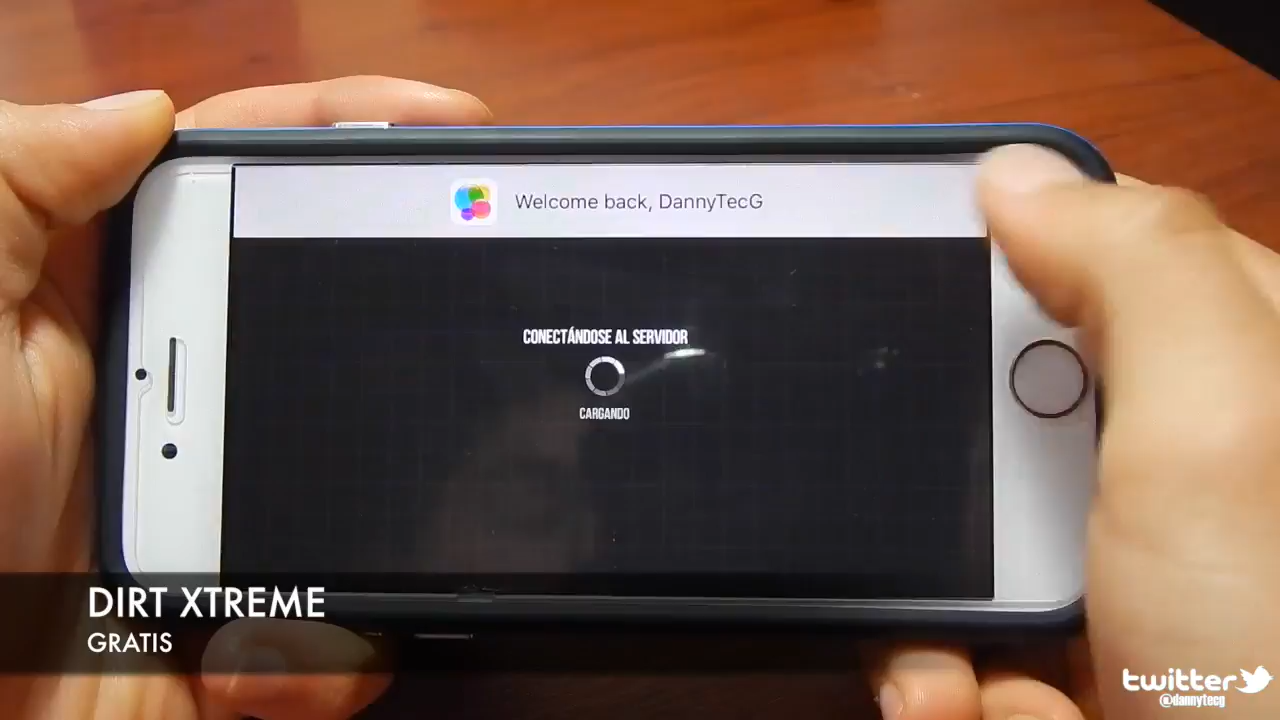 Welcome back, DannyTecG
CONECTÁNDOSE AL SERVIDOR
CARGANDO
DIRT XTREME
GRATIS
twitter
@dannytecg